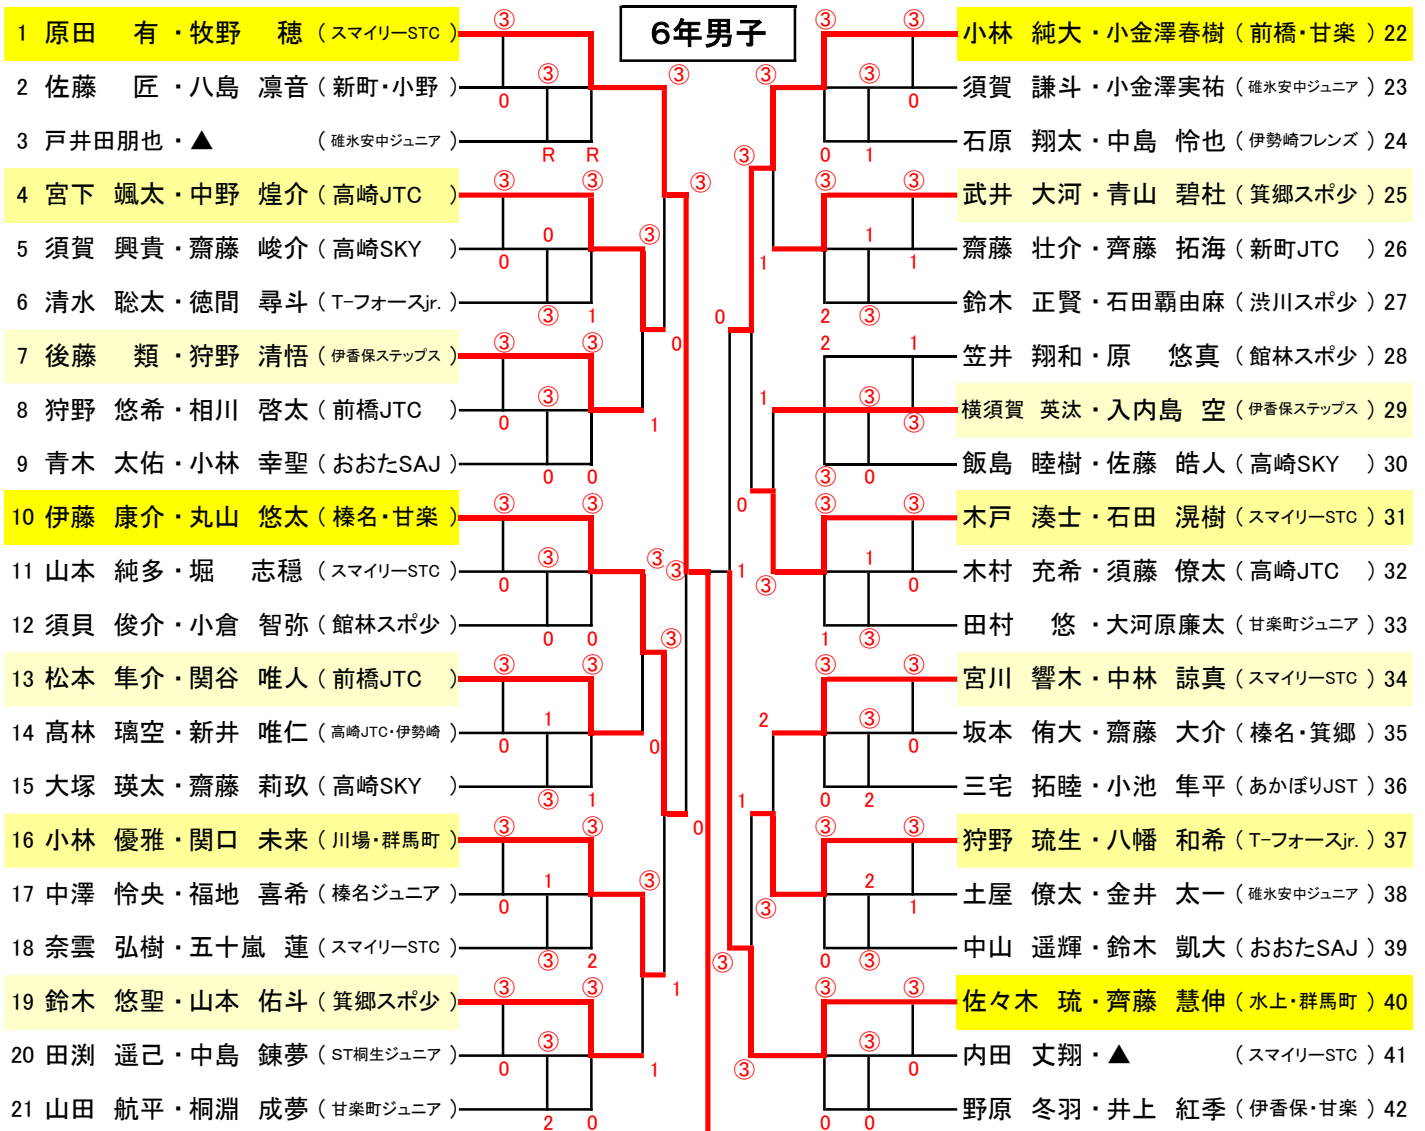 6年男子
1 原田 有・牧野 穂（スマイリーSTC）
2 佐藤 匠・八島 凛音（新町・小野）
3 戸井田朋也・▲（碓氷安中ジュニア）
4 宮下 颯太・中野 煌介（高崎JTC）
5 須賀 興貴・齋藤 峻介（高崎SKY）
6 清水 聡太・徳間 尋斗（T-フォースjr.）
7 後藤 類・狩野 清悟（伊香保ステップス）
8 狩野 悠希・相川 啓太（前橋JTC）
9 青木 太佑・小林 幸聖（おおたSAJ）
10 伊藤 康介・丸山 悠太（榛名・甘楽）
11 山本 純多・堀 志穏（スマイリーSTC）
12 須貝 俊介・小倉 智弥（館林スポ少）
13 松本 隼介・関谷 唯人（前橋JTC）
14 髙林 璃空・新井 唯仁（高崎JTC・伊勢崎）
15 大塚 瑛太・齋藤 莉玖（高崎SKY）
16 小林 優雅・関口 未来（川場・群馬町）
17 中澤 怜央・福地 喜希（榛名ジュニア）
18 奈雲 弘樹・五十嵐 蓮（スマイリーSTC）
19 鈴木 悠聖・山本 佑斗（箕郷スポ少）
20 田渕 遥己・中島 錬夢（ST桐生ジュニア）
21 山田 航平・桐淵 成夢（甘楽町ジュニア）
小林 純大・小金澤春樹（前橋・甘楽）22
須賀 謙斗・小金澤実祐（碓氷安中ジュニア）23
石原 翔太・中島 怜也（伊勢崎フレンズ）24
武井 大河・青山 碧杜（箕郷スポ少）25
齋藤 壮介・齊藤 拓海（新町JTC）26
鈴木 正賢・石田覇由麻（渋川スポ少）27
笠井 翔和・原 悠真（館林スポ少）28
横須賀 英汰・入内島 空（伊香保ステップス）29
飯島 睦樹・佐藤 皓人（高崎SKY）30
木戸 湊士・石田 滉樹（スマイリーSTC）31
木村 充希・須藤 僚太（高崎JTC）32
田村 悠・大河原廉太（甘楽町ジュニア）33
宮川 響木・中林 諒真（スマイリーSTC）34
坂本 侑大・齋藤 大介（榛名・箕郷）35
三宅 拓睦・小池 隼平（あかぼりJST）36
狩野 琉生・八幡 和希（T-フォースjr.）37
土屋 僚太・金井 太一（碓氷安中ジュニア）38
中山 遥輝・鈴木 凱大（おおたSAJ）39
佐々木 琉・齊藤 慧伸（水上・群馬町）40
内田 丈翔・▲（スマイリーSTC）41
野原 冬羽・井上 紅季（伊香保・甘楽）42